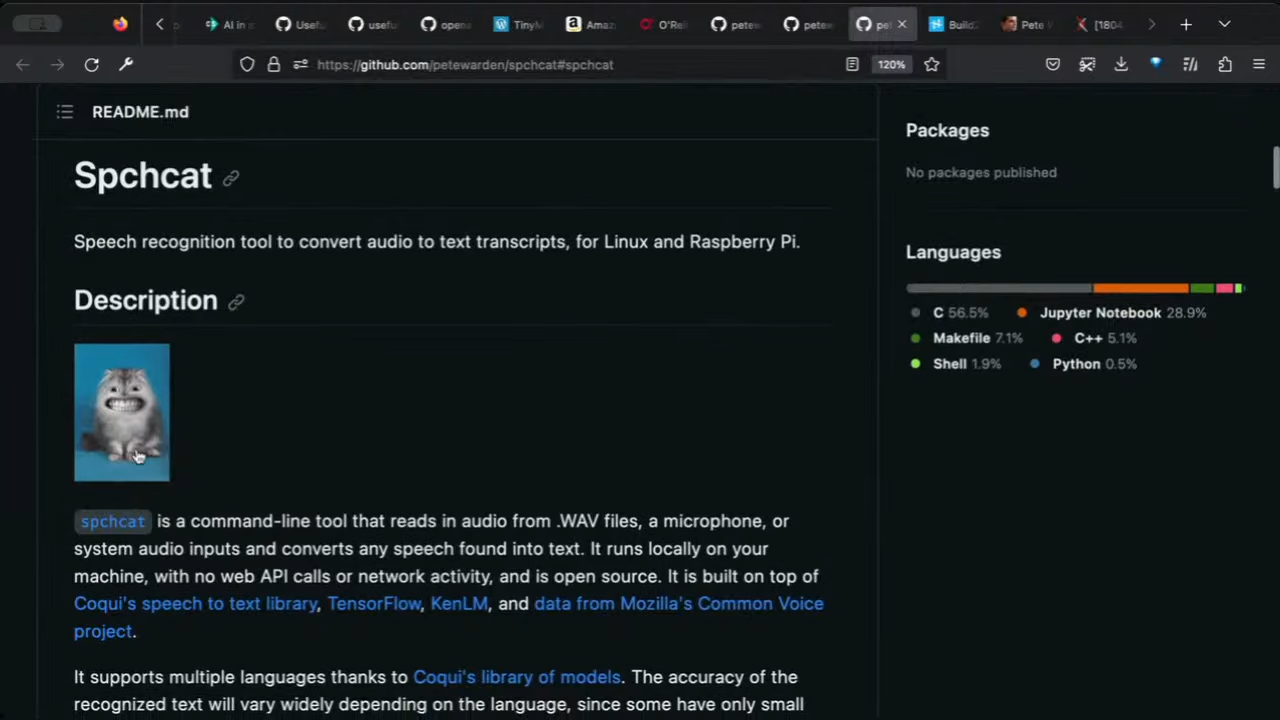 AI in
Usefu
usefu
opena
TinyM
Amaz
O'Rei
petew
petew
pet
Build
Pete
[1804
https://github.com/petewarden/spchcat#spchcat
120%
README.md
Spchcat
Speech recognition tool to convert audio to text transcripts, for Linux and Raspberry Pi.
Description
spchcat is a command-line tool that reads in audio from .WAV files, a microphone, or
system audio inputs and converts any speech found into text. It runs locally on your
machine, with no web API calls or network activity, and is open source. It is built on top of
Coqui's speech to text library, TensorFlow, KenLM, and data from Mozilla's Common Voice
project.
It supports multiple languages thanks to Coqui's library of models. The accuracy of the
recognized text will vary widely depending on the language, since some have only small
Packages
No packages published
Languages
C 56.5% Jupyter Notebook 28.9%
Makefile 7.1% C++ 5.1%
Shell 1.9% Python 0.5%